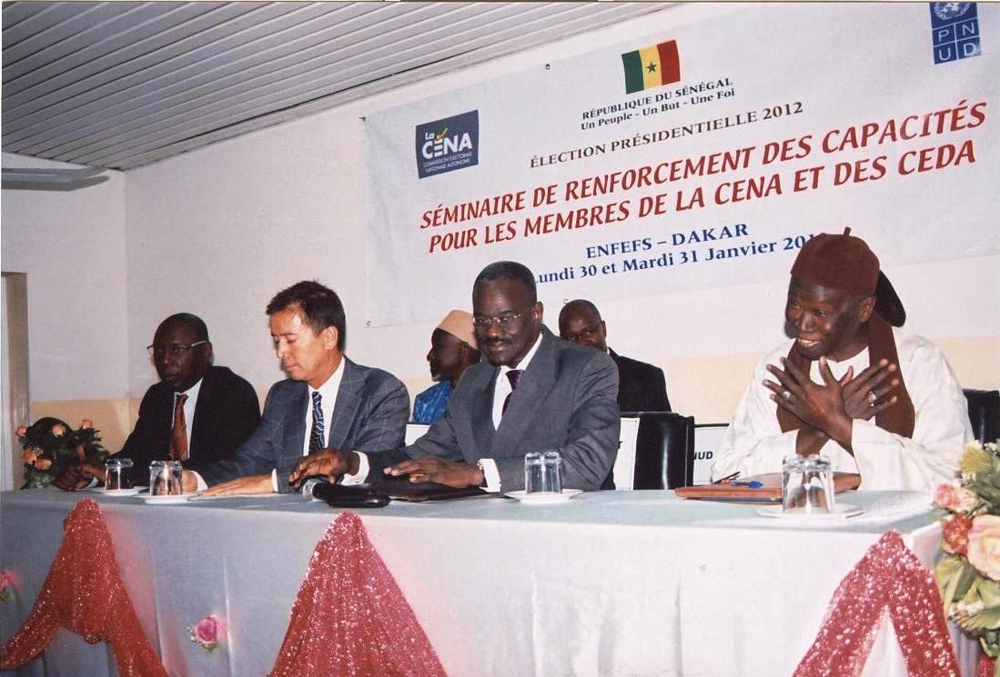 PN
UD
La
CENA
COMMISSION ELECTORALE
NATIONALE AUTONOME
RÉPUBLIQUE DU SÉNÉGAL
Un Peuple - Un But - Une Foi
ÉLECTION PRÉSIDENTIELLE 2012
SÉMINAIRE DE RENFORCEMENT DES CAPACITÉS
POUR LES MEMBRES DE LA CENA ET DES CEDA
ENFEFS – DAKAR
Lundi 30 et Mardi 31 Janvier 201
NUD